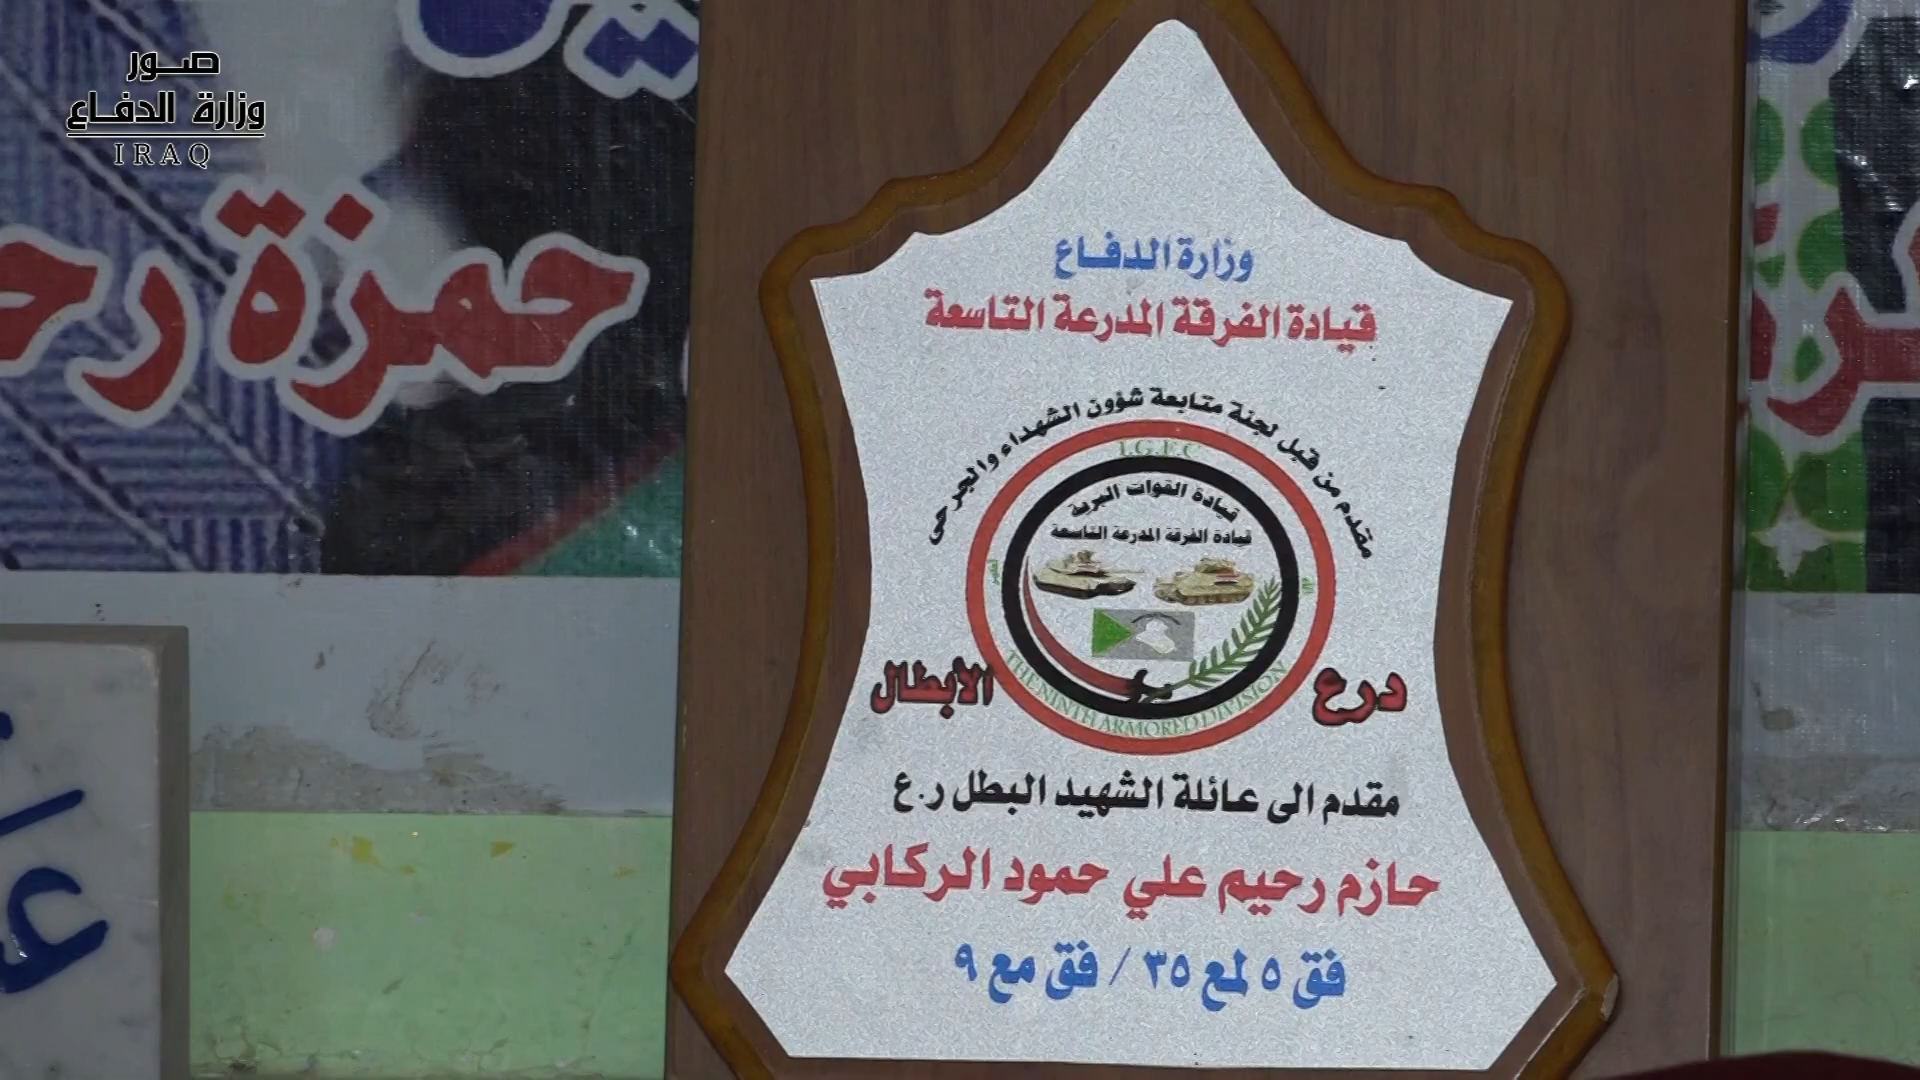 صور
وزارة الدفاع
IRAQ
حمزة رح
وزارة الدفاع
قيادة الفرقة المدرعة التاسعة
مقدم من قبل لجنة متابعة شؤون الشهداء والجرحى
I.G.F.C
قيادة القوات البرية
قيادة الفرقة المدرعة التاسعة
THE NINTH ARMORED DIVISION
درع الأبطال
مقدم الى عائلة الشهيد البطل ر.ع
حازم رحيم علي حمود الركابي
فق ٥ لمع ٣٥ / فق مع ٩